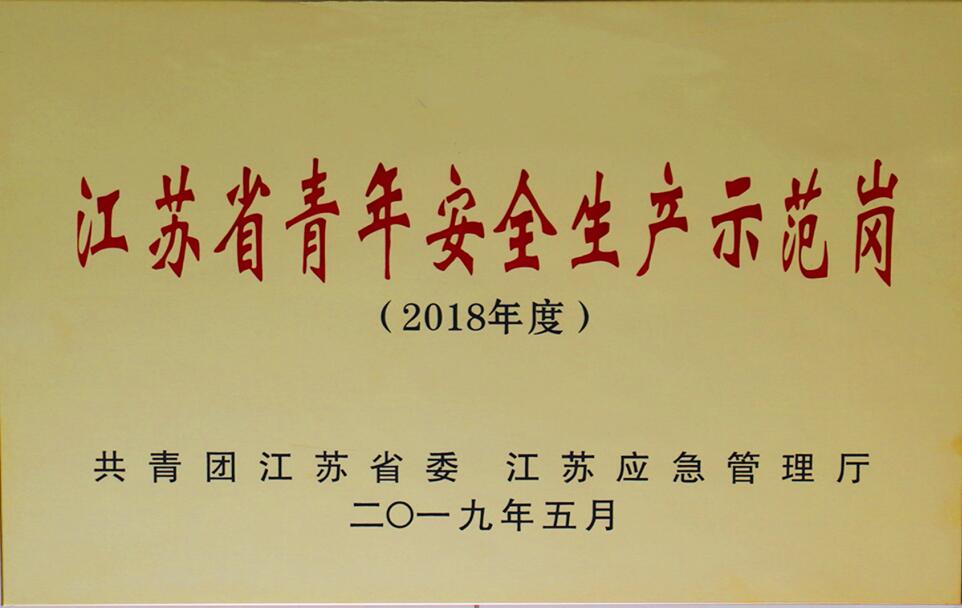 江苏省青年安全生产示范岗
（2018年度）
共青团江苏省委 江苏应急管理厅
二〇一九年五月